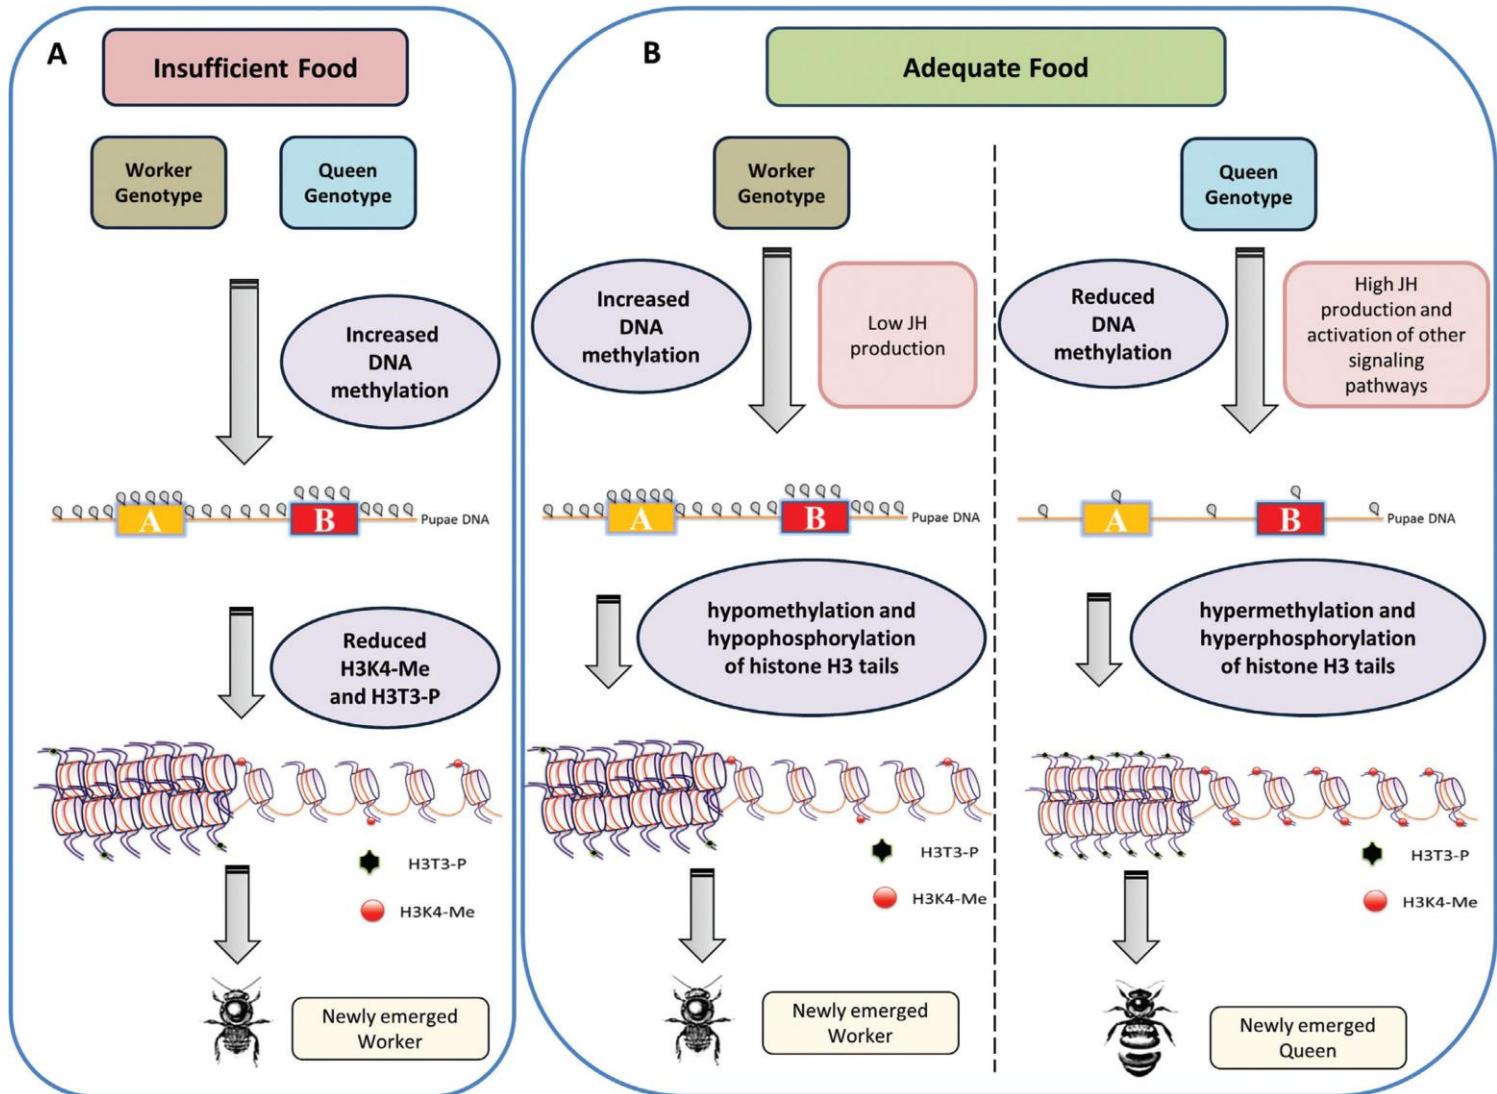 A
Insufficient Food
Worker
Genotype
Queen
Genotype
Increased
DNA
methylation
A
B
Pupae DNA
Reduced
H3K4-Me
and H3T3-P
H3T3-P
H3K4-Me
Newly emerged
Worker
B
Adequate Food
Worker
Genotype
Increased
DNA
methylation
Low JH
production
A
B
Pupae DNA
hypomethylation and
hypophosphorylation
of histone H3 tails
H3T3-P
H3K4-Me
Newly emerged
Worker
Queen
Genotype
Reduced
DNA
methylation
High JH
production and
activation of other
signaling
pathways
A
B
Pupae DNA
hypermethylation and
hyperphosphorylation
of histone H3 tails
H3T3-P
H3K4-Me
Newly emerged
Queen